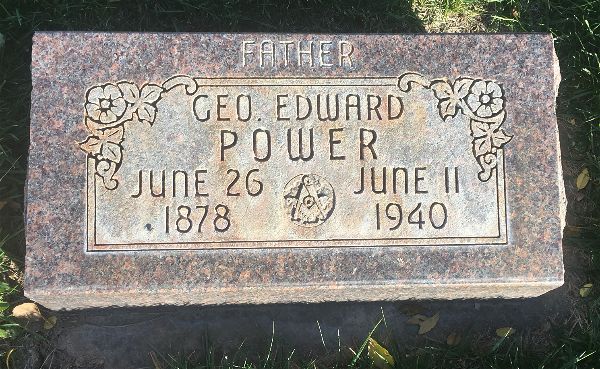 FATHER
GEO. EDWARD
POWER
JUNE 26 JUNE 11
1878 1940